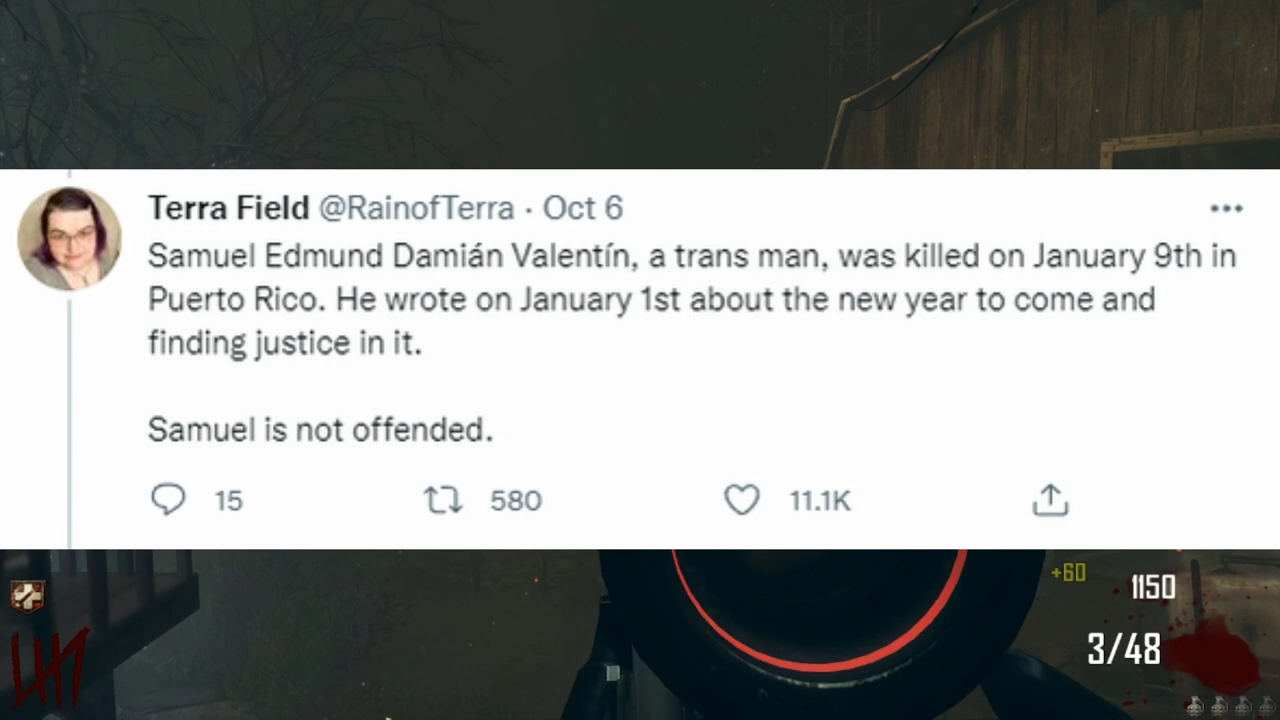 Terra Field @RainofTerra · Oct 6
Samuel Edmund Damián Valentín, a trans man, was killed on January 9th in
Puerto Rico. He wrote on January 1st about the new year to come and
finding justice in it.
Samuel is not offended.
15 580 11.1K
+60
1150
3/48